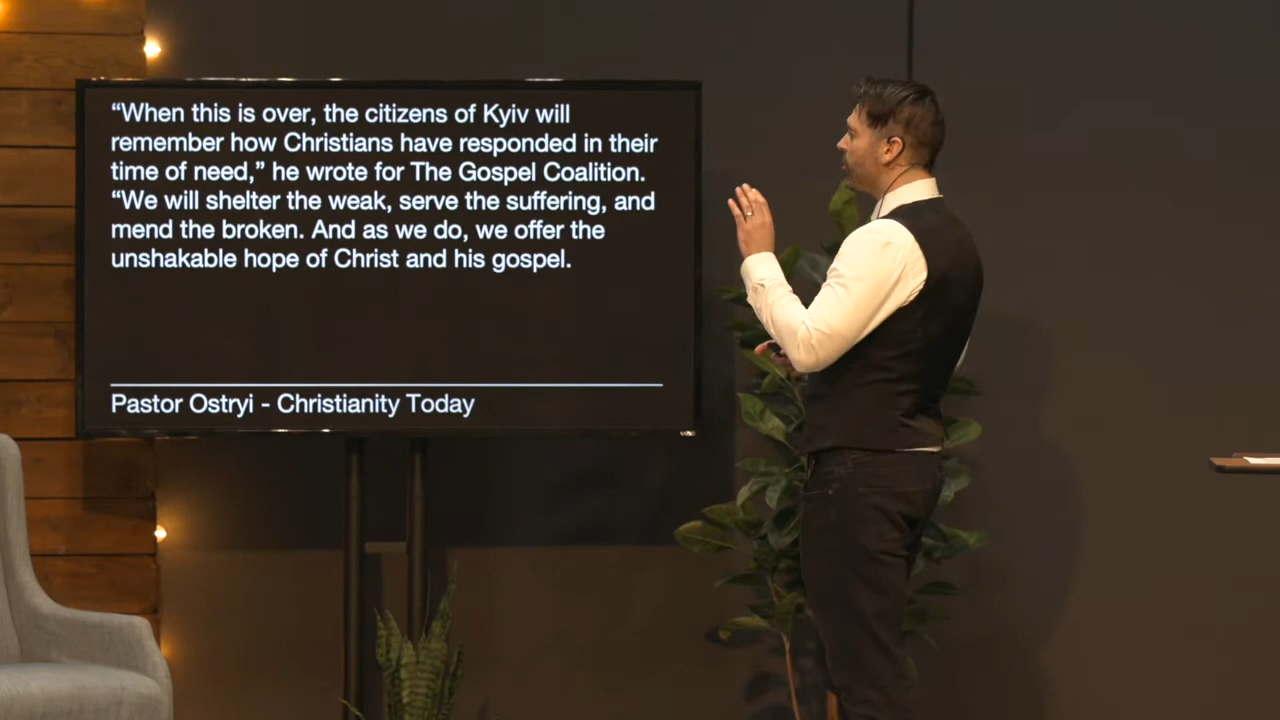 “When this is over, the citizens of Kyiv will
remember how Christians have responded in their
time of need,” he wrote for The Gospel Coalition.
“We will shelter the weak, serve the suffering, and
mend the broken. And as we do, we offer the
unshakable hope of Christ and his gospel.
Pastor Ostryi - Christianity Today